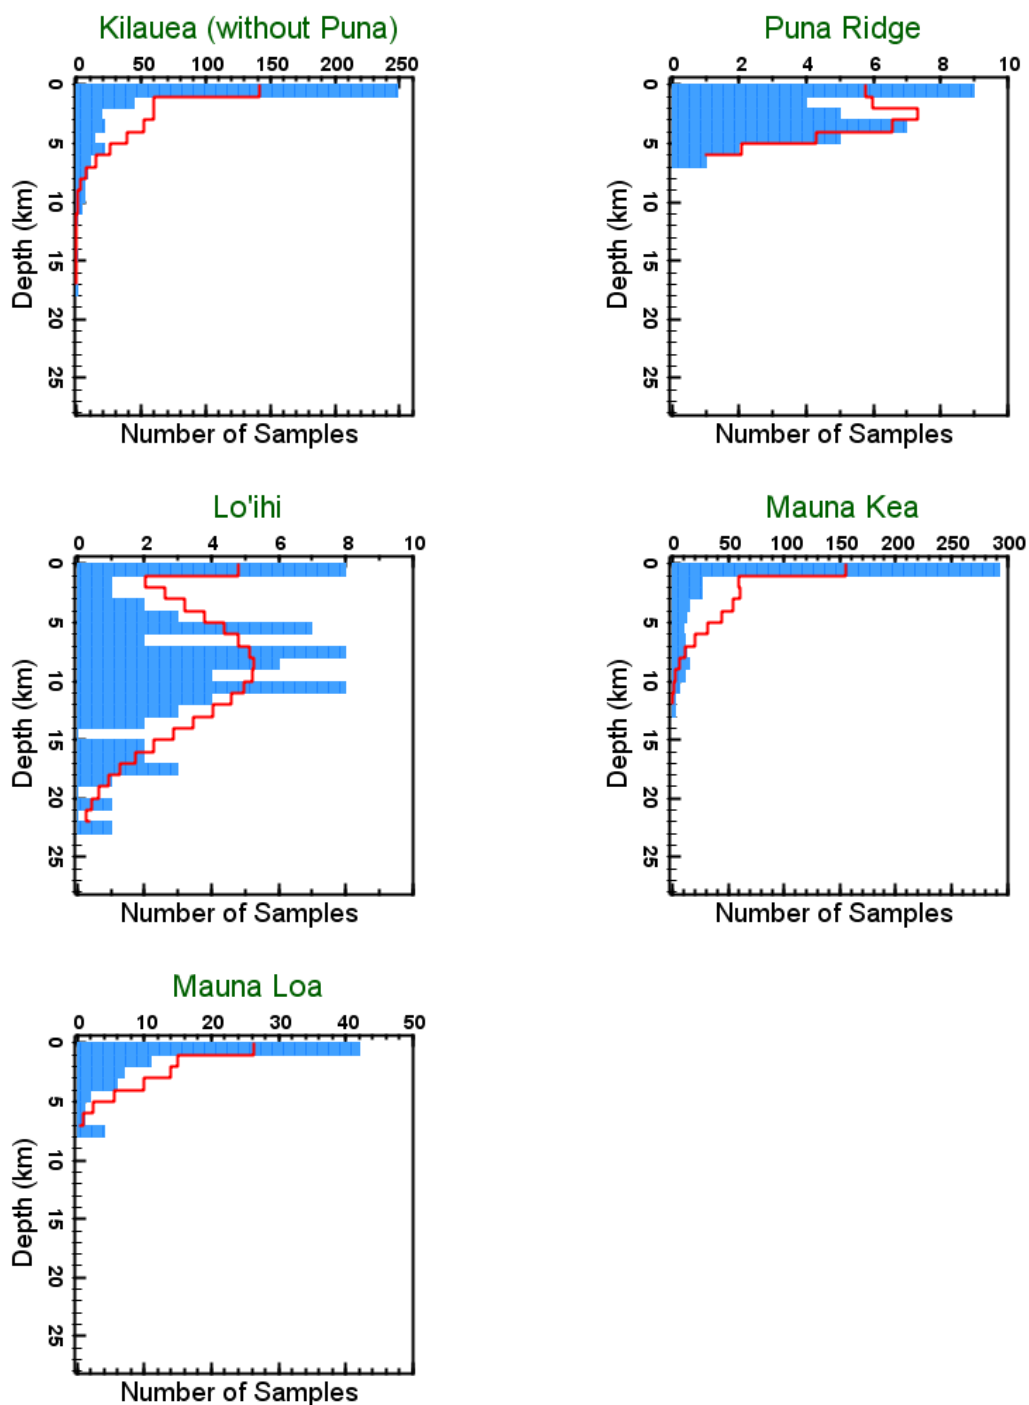 Kilauea (without Puna)
0 50 100 150 200 250
0
5
10
15
20
25
Depth (km)
Number of Samples
Puna Ridge
0 2 4 6 8 10
0
5
10
15
20
25
Depth (km)
Number of Samples
Lo'ihi
0 2 4 6 8 10
0
5
10
15
20
25
Depth (km)
Number of Samples
Mauna Kea
0 50 100 150 200 250 300
0
5
10
15
20
25
Depth (km)
Number of Samples
Mauna Loa
0 10 20 30 40 50
0
5
10
15
20
25
Depth (km)
Number of Samples